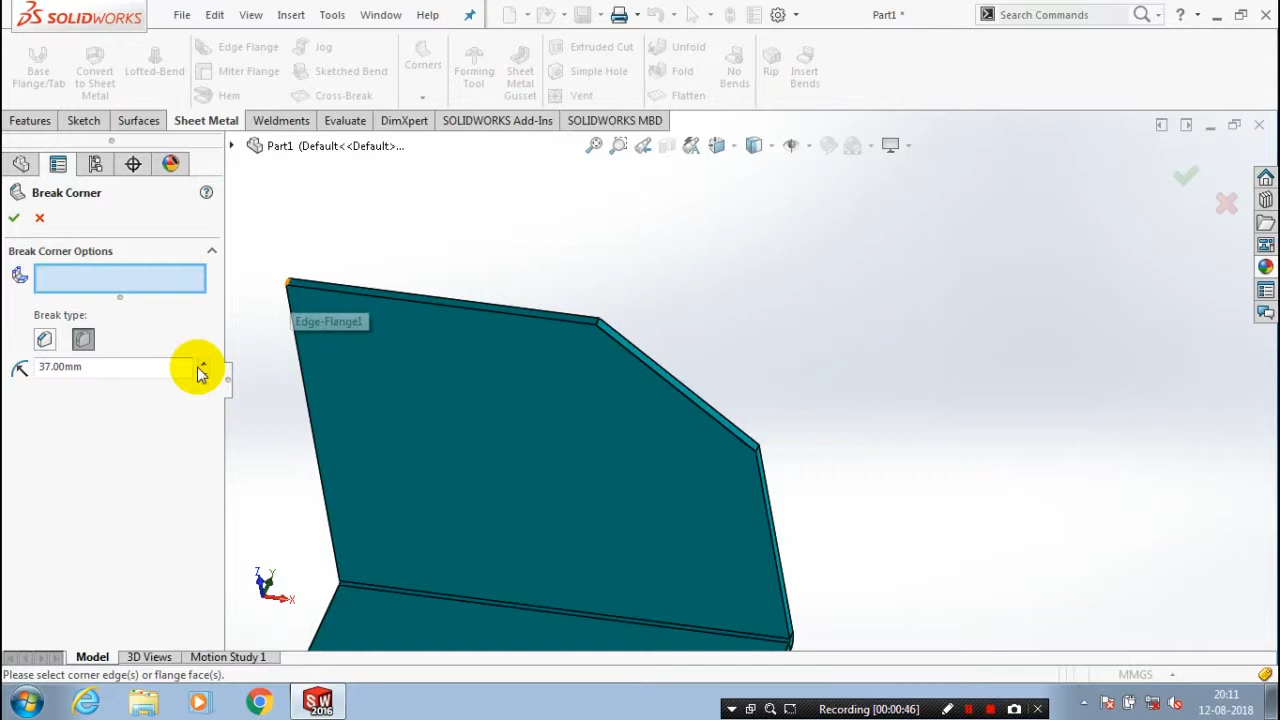 SOLIDWORKS
File Edit View Insert Tools Window Help
Part1 *
Search Commands
Base Flange/Tab
Convert to Sheet Metal
Lofted-Bend
Edge Flange
Miter Flange
Hem
Jog
Sketched Bend
Cross-Break
Corners
Forming Tool
Sheet Metal Gusset
Extruded Cut
Simple Hole
Vent
Unfold
Fold
Flatten
No Bends
Rip
Insert Bends
Features Sketch Surfaces Sheet Metal Weldments Evaluate DimXpert SOLIDWORKS Add-Ins SOLIDWORKS MBD
Part1 (Default<<Default>...
Break Corner
Break Corner Options
Break type:
37.00mm
Edge-Flange1
Z Y X
Model 3D Views Motion Study 1
Please select corner edge(s) or flange face(s).
MMGS
SW 2016
Recording [00:00:46]
20:11
12-08-2018